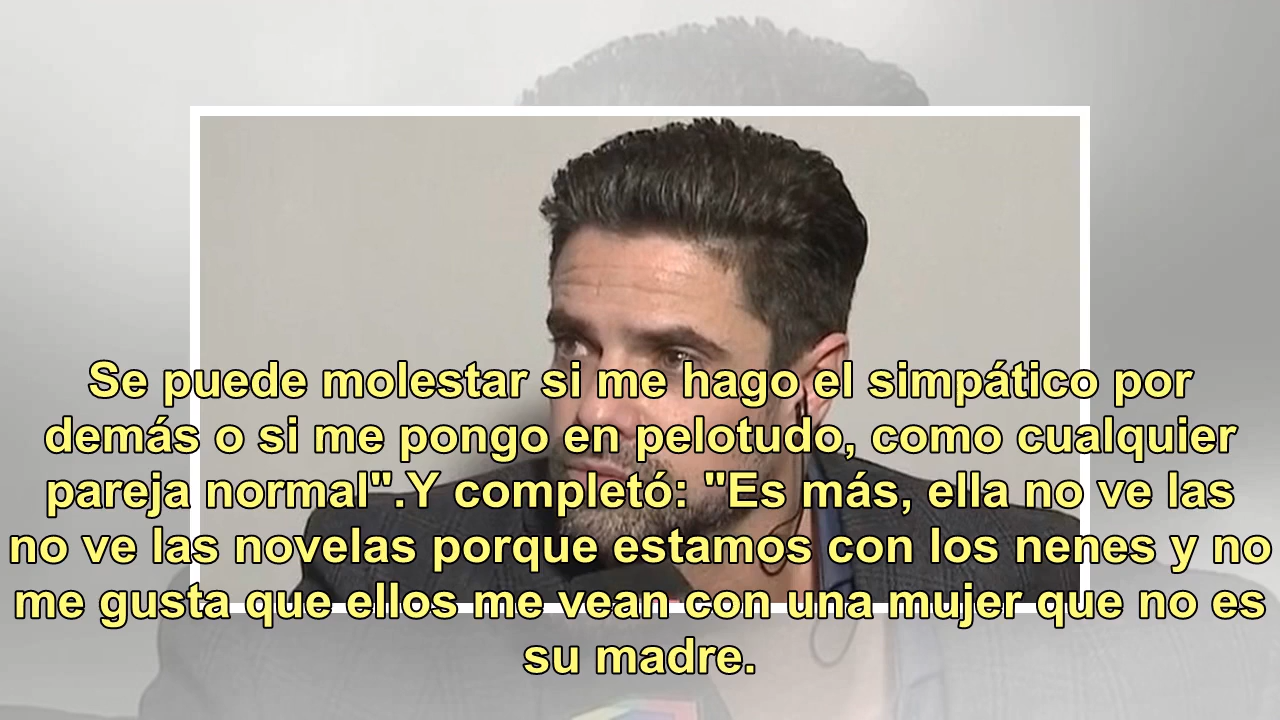 Se puede molestar si me hago el simpático por
demás o si me pongo en pelotudo, como cualquier
pareja normal".Y completó: "Es más, ella no ve las
no ve las novelas porque estamos con los nenes y no
me gusta que ellos me vean con una mujer que no es
su madre.